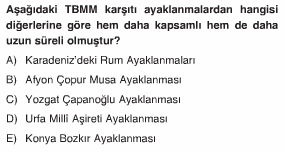 Aşağıdaki TBMM karşıtı ayaklanmalardan hangisi
diğerlerine göre hem daha kapsamlı hem de daha
uzun süreli olmuştur?
A) Karadeniz'deki Rum Ayaklanmaları
B) Afyon Çopur Musa Ayaklanması
C) Yozgat Çapanoğlu Ayaklanması
D) Urfa Millî Aşireti Ayaklanması
E) Konya Bozkır Ayaklanması